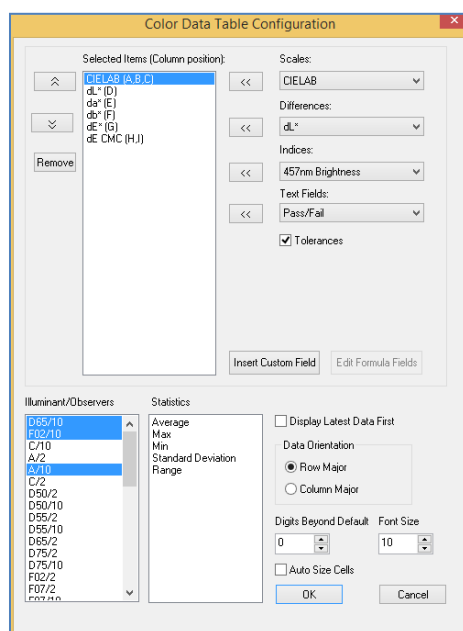 Color Data Table Configuration
Selected Items (Column position):
CIELAB (A,B,C)
dL* (D)
da* (E)
db* (F)
dE* (G)
dE CMC (H,I)
Remove
Scales:
<< CIELAB
Differences:
<< dL*
Indices:
<< 457nm Brightness
Text Fields:
<< Pass/Fail
Tolerances
Insert Custom Field Edit Formula Fields
Illuminant/Observers
D65/10
F02/10
C/10
A/2
A/10
C/2
D50/2
D50/10
D55/2
D55/10
D65/2
D75/2
D75/10
F02/2
F07/2
F07/10
Statistics
Average
Max
Min
Standard Deviation
Range
Display Latest Data First
Data Orientation
Row Major
Column Major
Digits Beyond Default Font Size
0 10
Auto Size Cells
OK Cancel